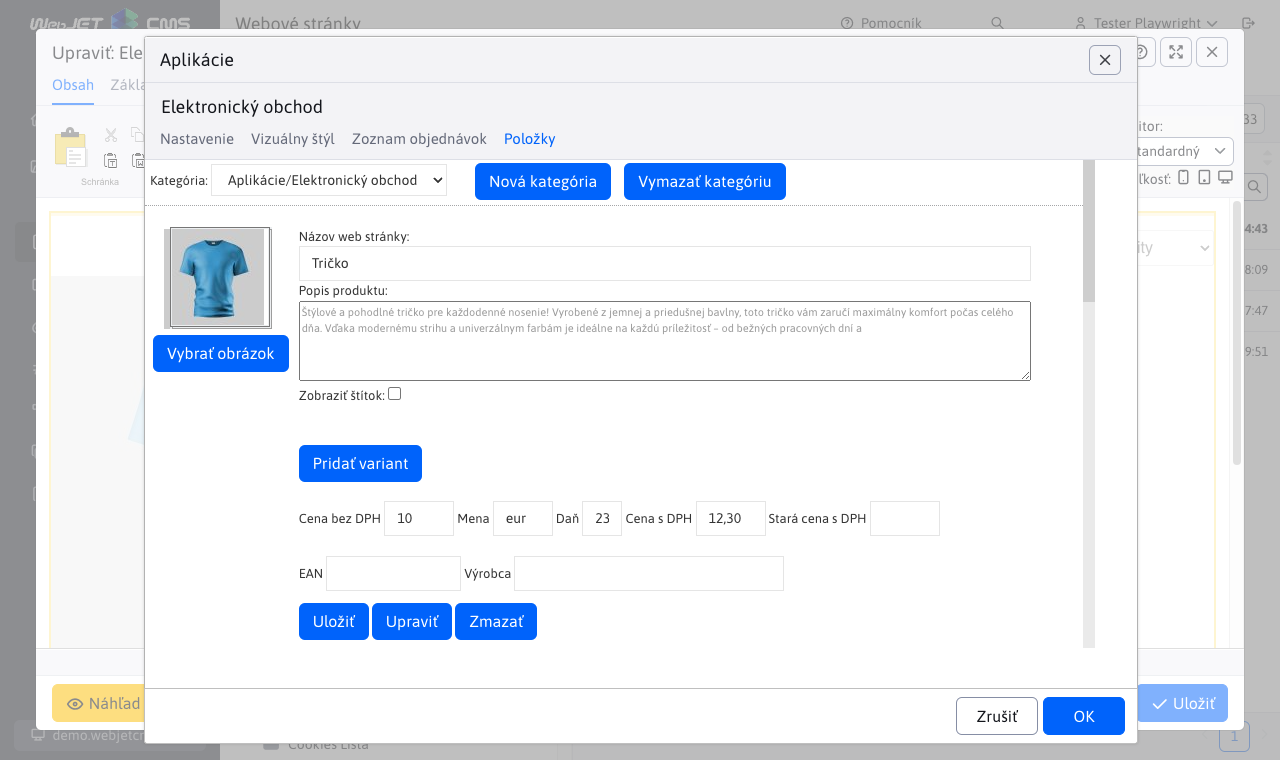 WebJET CMS
Webové stránky
Pomocník
Tester Playwright
Upraviť: Ele
Aplikácie
Obsah
Zákla
Elektronický obchod
Nastavenie
Vizuálny štýl
Zoznam objednávok
Položky
itor:
tandardný
33
Schránka
ľkosť:
Kategória:
Aplikácie/Elektronický obchod
Nová kategória
Vymazať kategóriu
4:43
ity
8:09
7:47
9:51
Názov web stránky:
Tričko
Popis produktu:
Štýlové a pohodlné tričko pre každodenné nosenie! Vyrobené z jemnej a priedušnej bavlny, toto tričko vám zaručí maximálny komfort počas celého
dňa. Vďaka modernému strihu a univerzálnym farbám je ideálne na každú príležitosť – od bežných pracovných dní a
Vybrať obrázok
Zobraziť štítok:
Pridať variant
Cena bez DPH 10 Mena eur Daň 23 Cena s DPH 12,30 Stará cena s DPH
EAN
Výrobca
Uložiť
Upraviť
Zmazať
Náhľad
Uložiť
Zrušiť
OK
demo.webjetcm
Cookies Lišta
1